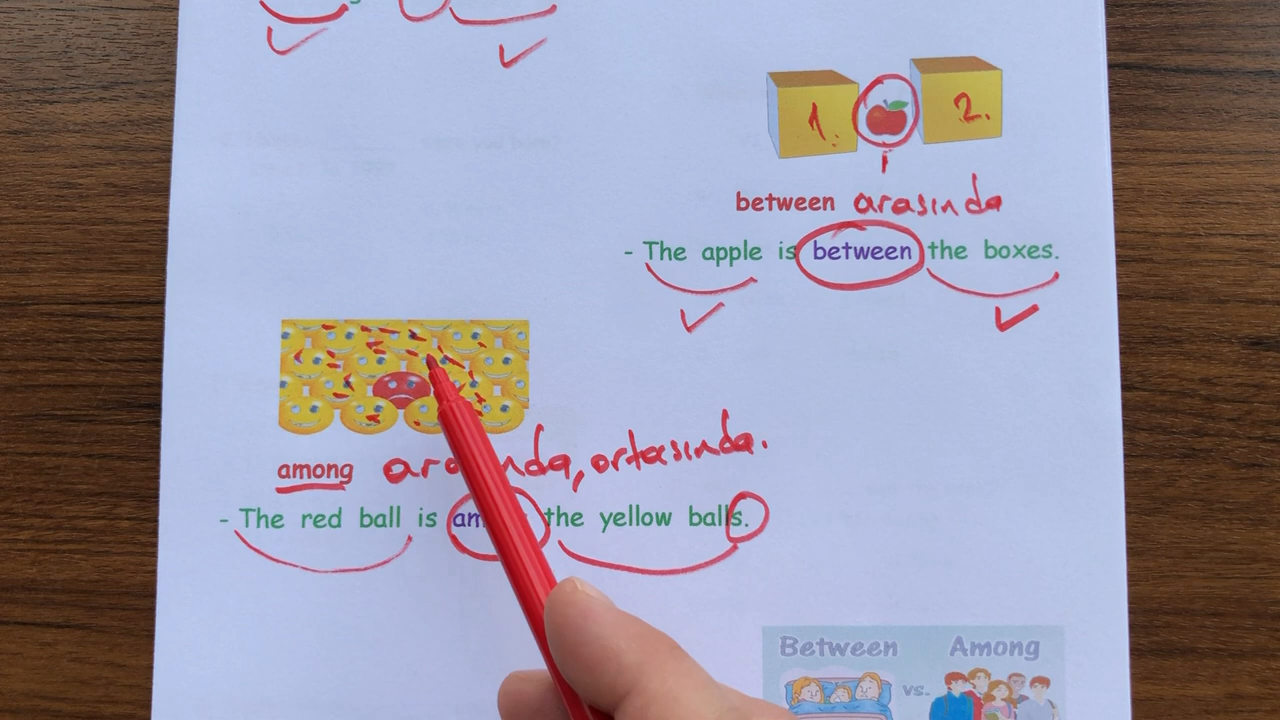 1. 2.
between arasında
- The apple is between the boxes.
among ortasında.
- The red ball is the yellow balls.
Between vs. Among